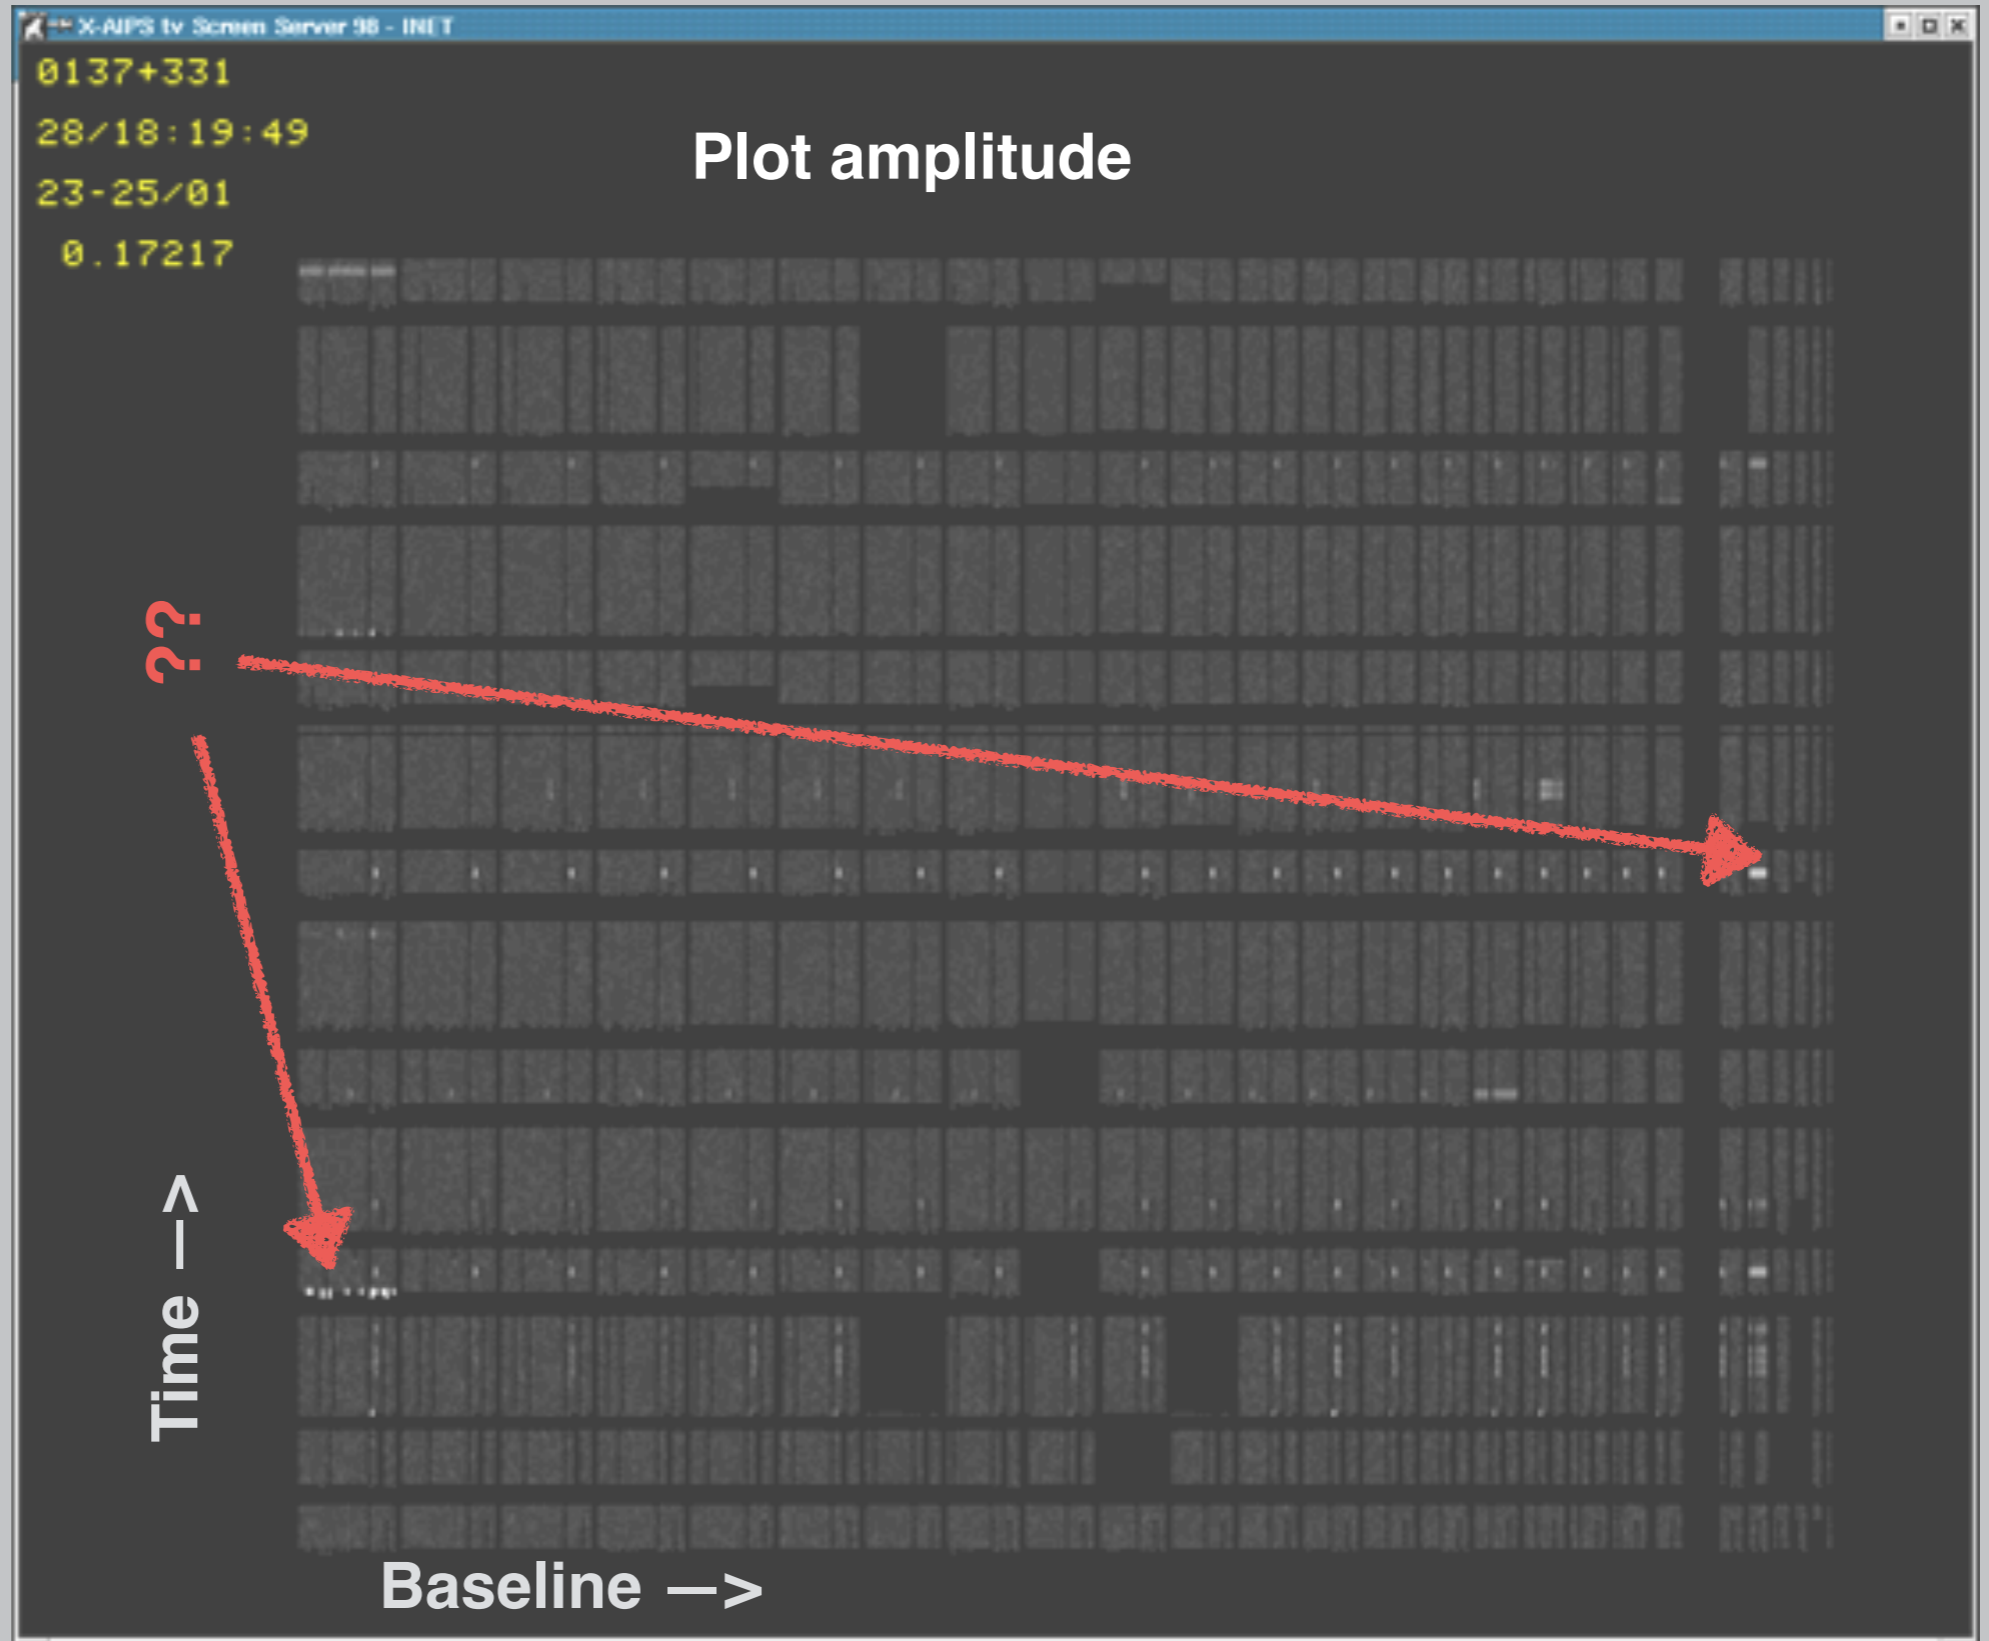 X-AIPS tv Screen Server 98 - INET
0137+331
28/18:19:49
23-25/01
0.17217
Plot amplitude
??
Time —>
Baseline —>